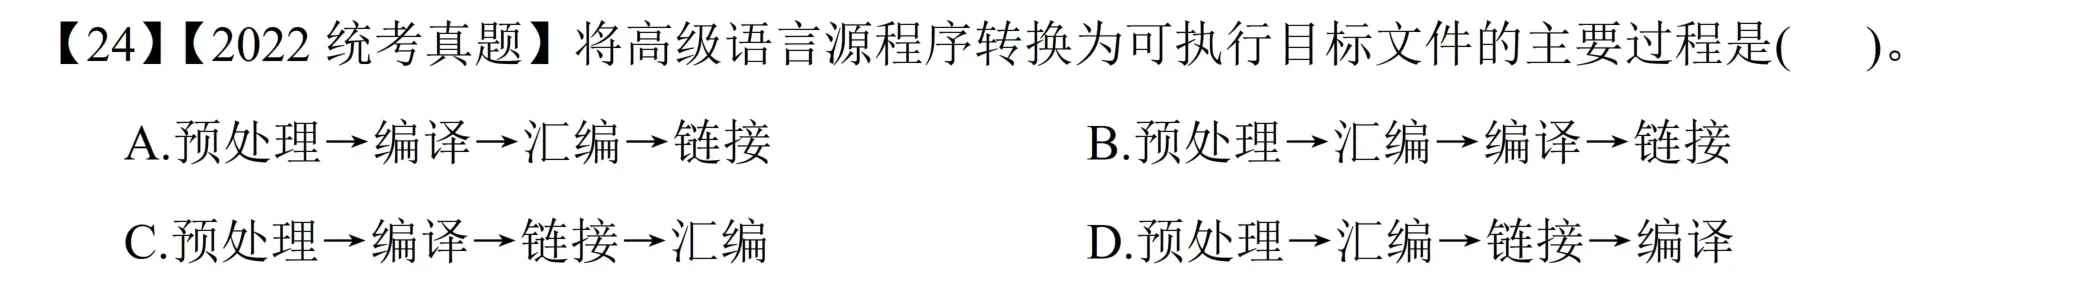 【24】【2022 统考真题】将高级语言源程序转换为可执行目标文件的主要过程是(    )。
A.预处理→编译→汇编→链接    B.预处理→汇编→编译→链接
C.预处理→编译→链接→汇编    D.预处理→汇编→链接→编译